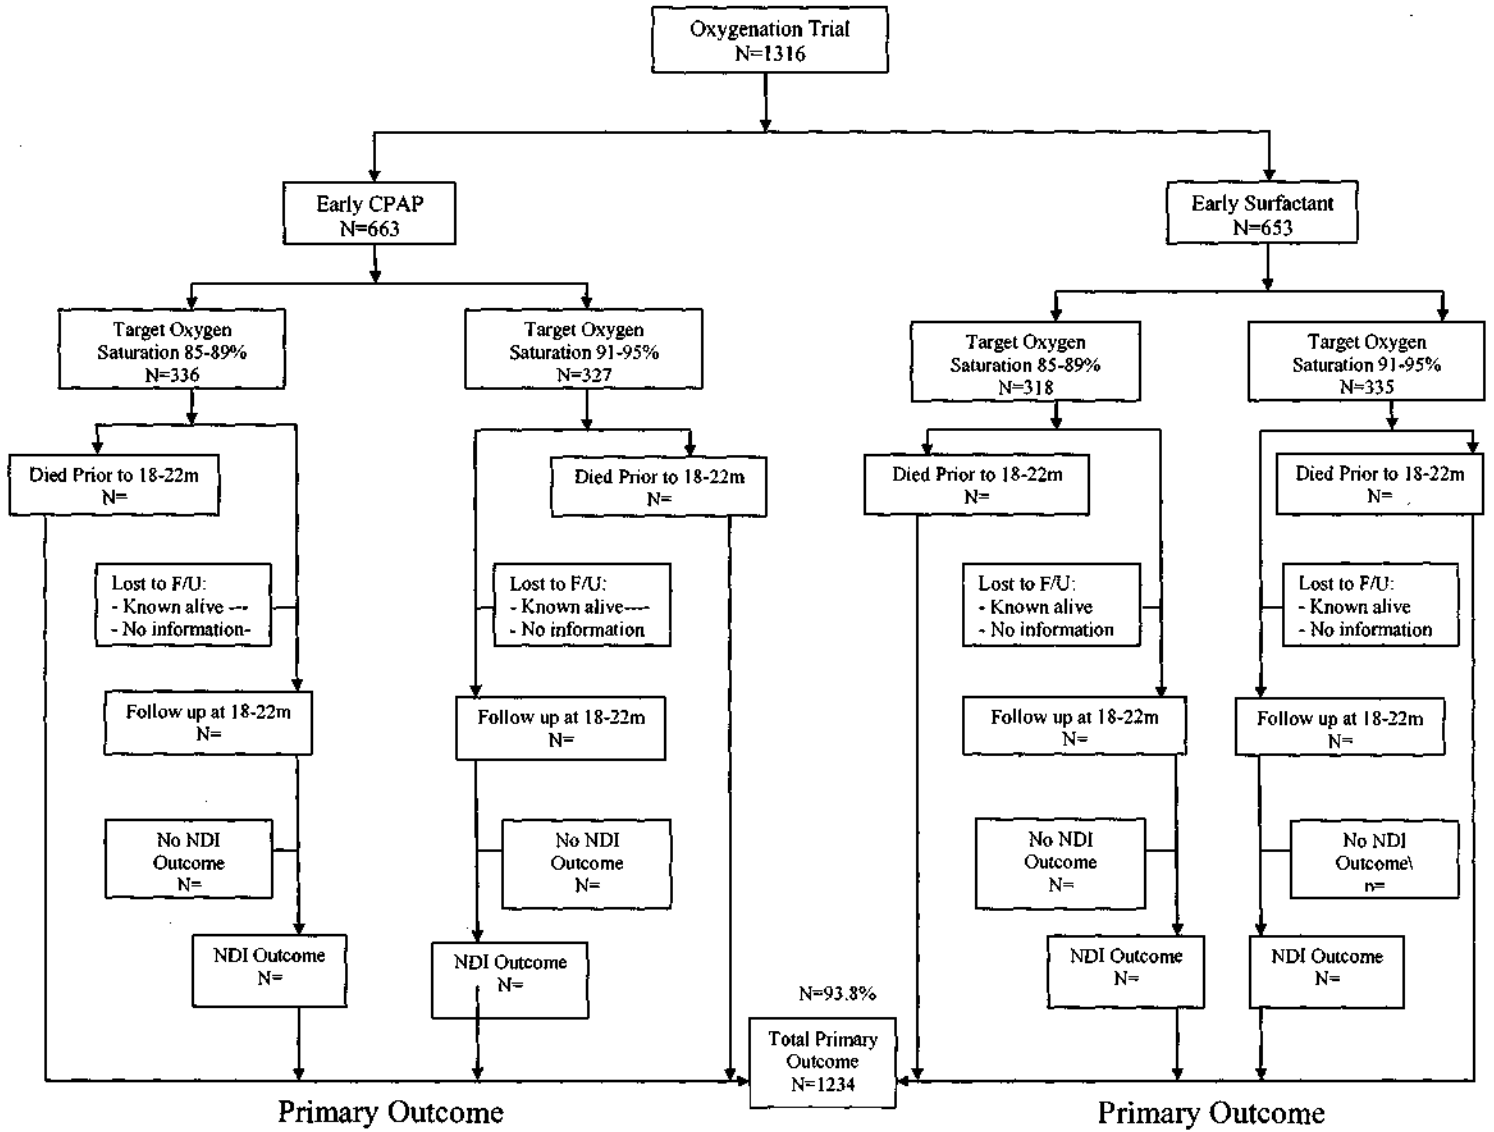 Oxygenation Trial
N=1316
Early CPAP
N=663
Early Surfactant
N=653
Target Oxygen
Saturation 85-89%
N=336
Target Oxygen
Saturation 91-95%
N=327
Target Oxygen
Saturation 85-89%
N=318
Target Oxygen
Saturation 91-95%
N=335
Died Prior to 18-22m
N=
Died Prior to 18-22m
N=
Died Prior to 18-22m
N=
Died Prior to 18-22m
N=
Lost to F/U:
- Known alive ---
- No information-
Lost to F/U:
- Known alive----
- No information
Lost to F/U:
- Known alive
- No information
Lost to F/U:
- Known alive
- No information
Follow up at 18-22m
N=
Follow up at 18-22m
N=
Follow up at 18-22m
N=
Follow up at 18-22m
N=
No NDI
Outcome
N=
No NDI
Outcome
N=
No NDI
Outcome
N=
No NDI
Outcome\
n=
NDI Outcome
N=
NDI Outcome
N=
NDI Outcome
N=
NDI Outcome
N=
N=93.8%
Total Primary
Outcome
N=1234
Primary Outcome
Primary Outcome